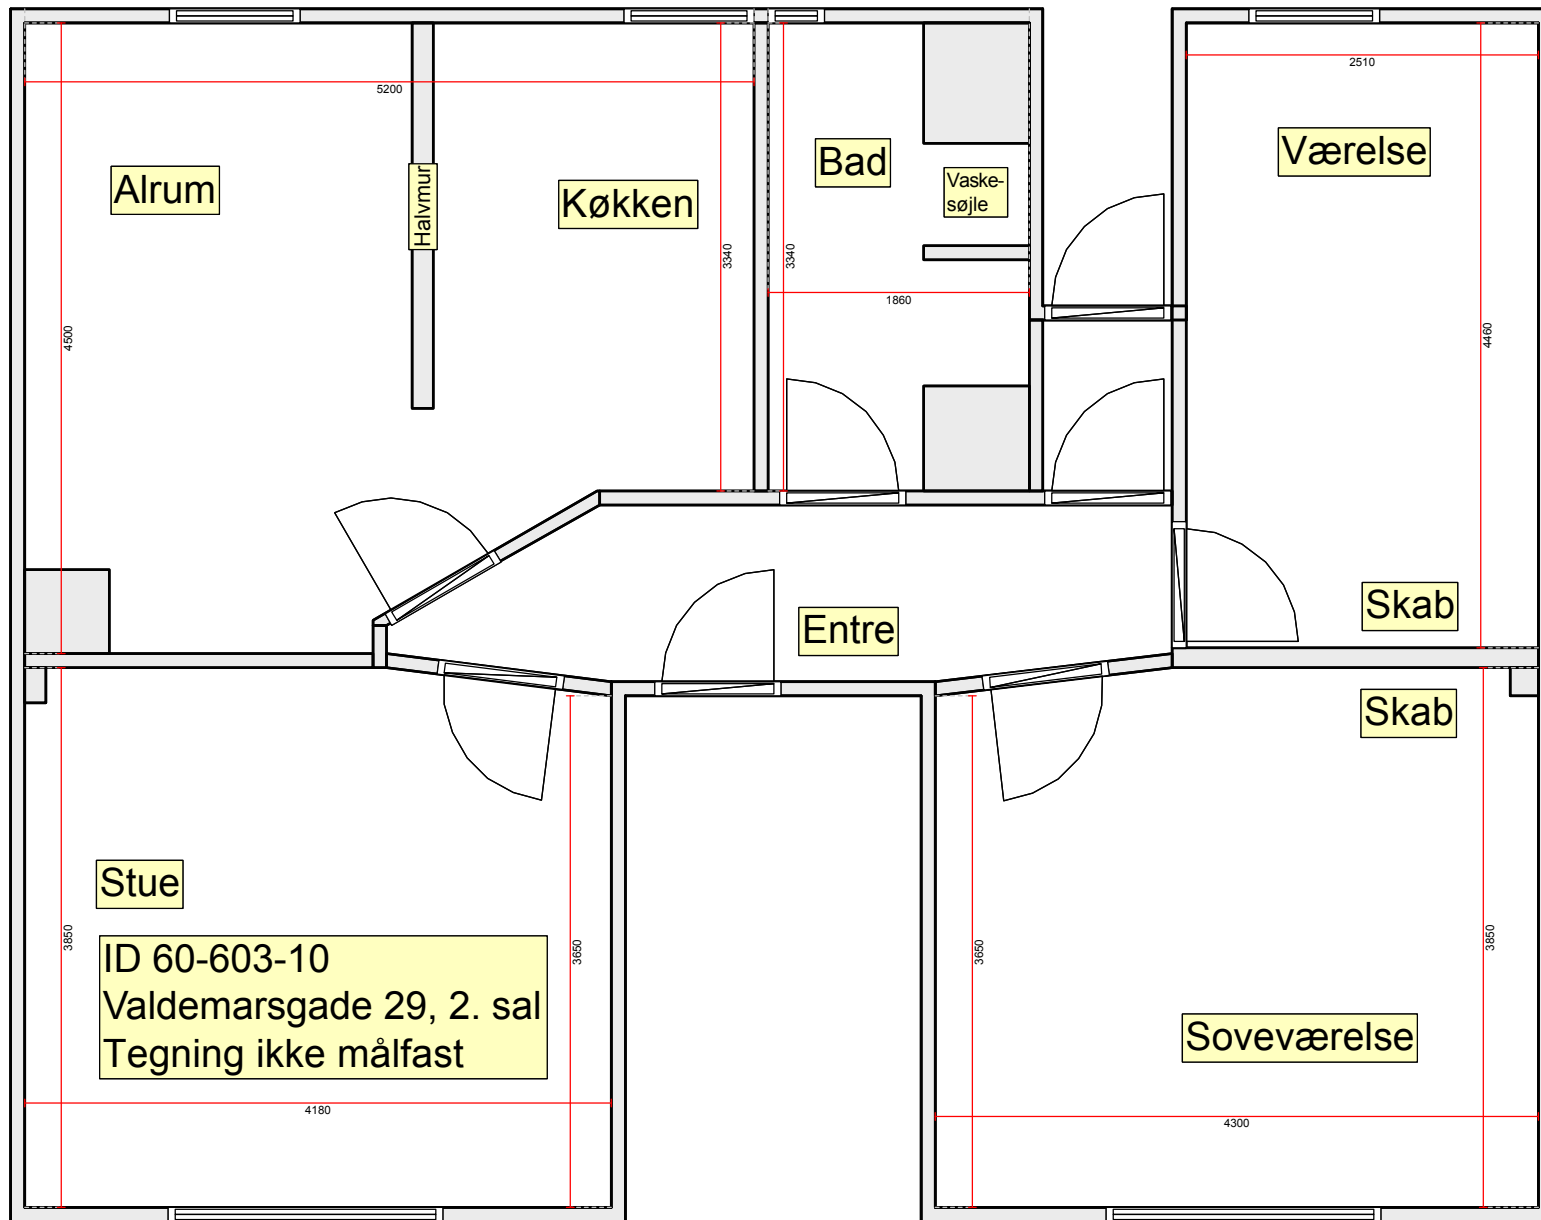 2510
5200
Værelse
Bad
Alrum
Vaske-
søjle
Køkken
Halvmur
3340
3340
1860
4500
4460
Skab
Entre
Skab
Stue
3850
3650
3650
3850
ID 60-603-10
Valdemarsgade 29, 2. sal
Tegning ikke målfast
Soveværelse
4180
4300